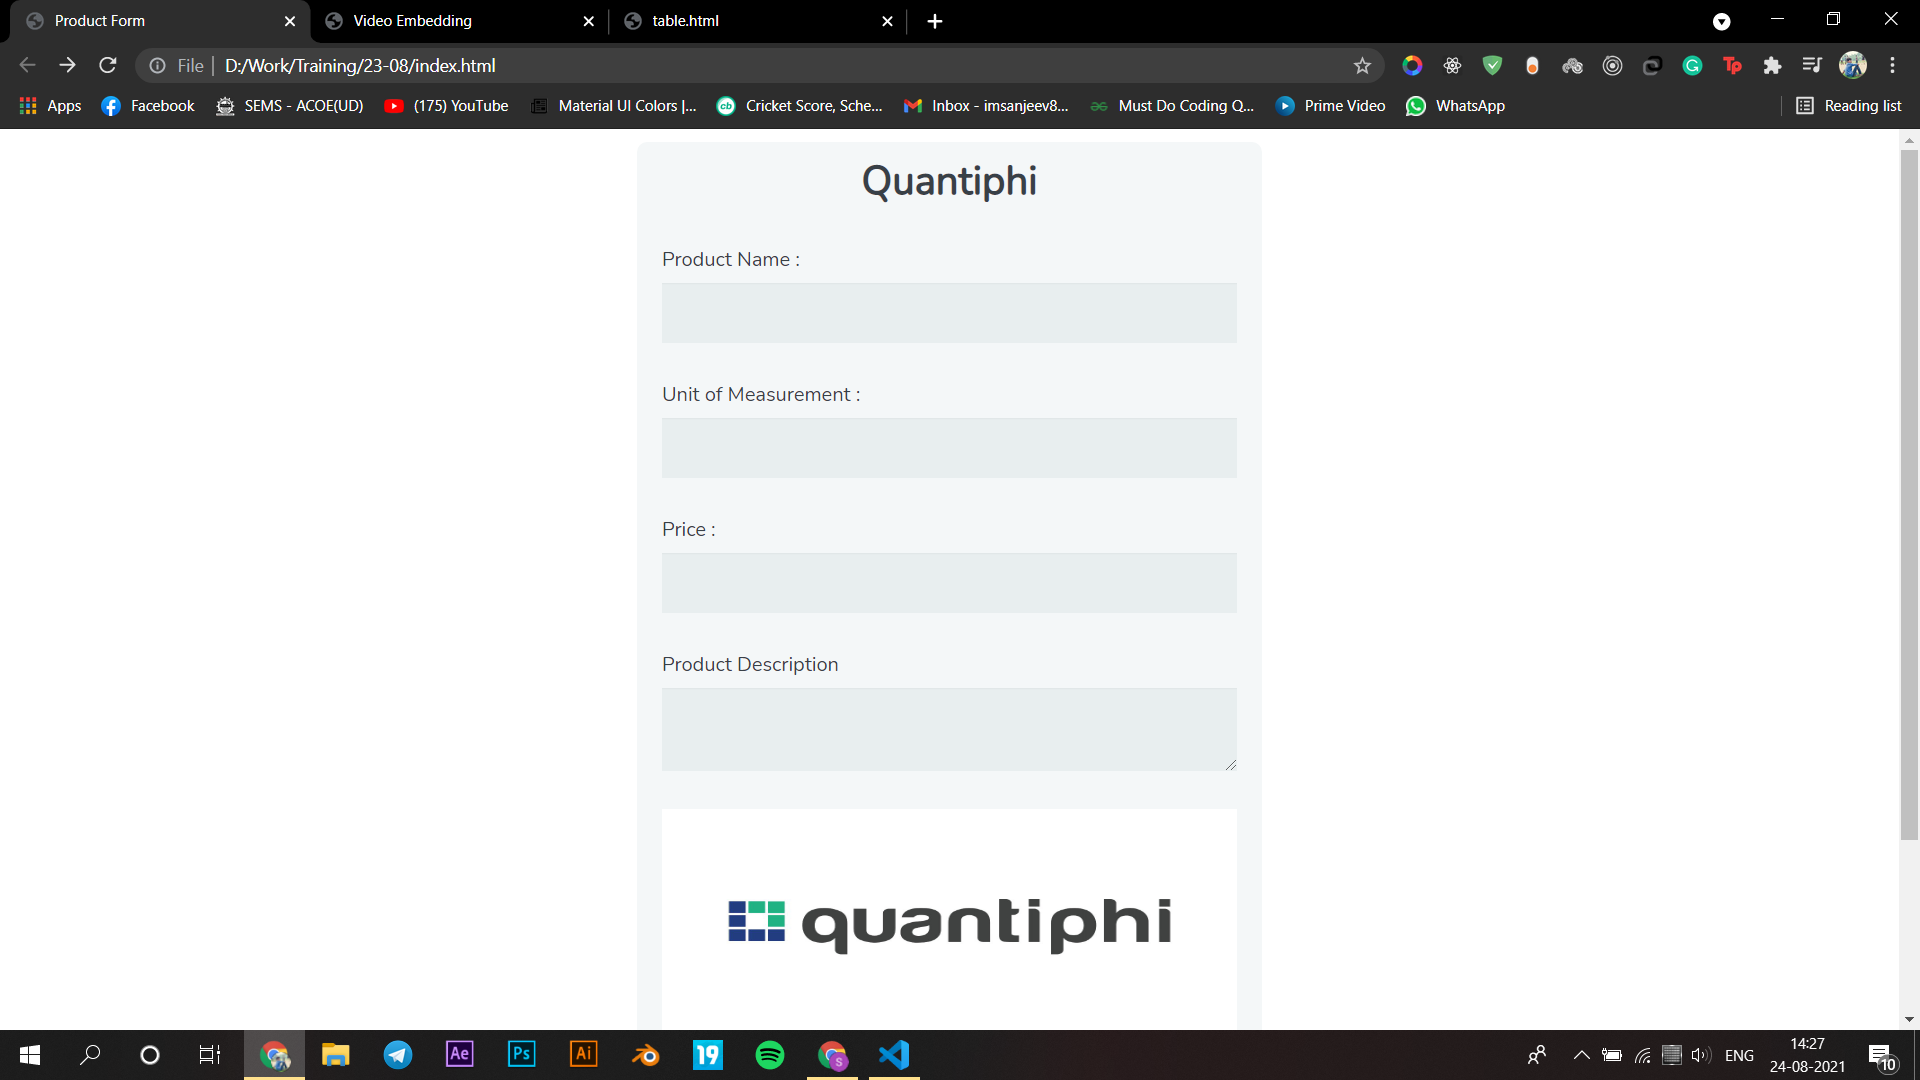 Product Form
Video Embedding
table.html
File | D:/Work/Training/23-08/index.html
Tp
Apps
Facebook
SEMS - ACOE(UD)
(175) YouTube
Material UI Colors |...
cb
Cricket Score, Sche...
Inbox - imsanjeev8...
Must Do Coding Q...
Prime Video
WhatsApp
Reading list
Quantiphi
Product Name :
Unit of Measurement :
Price :
Product Description
quantiphi
Ae
Ps
Ai
19
S
ENG
14:27
24-08-2021
10